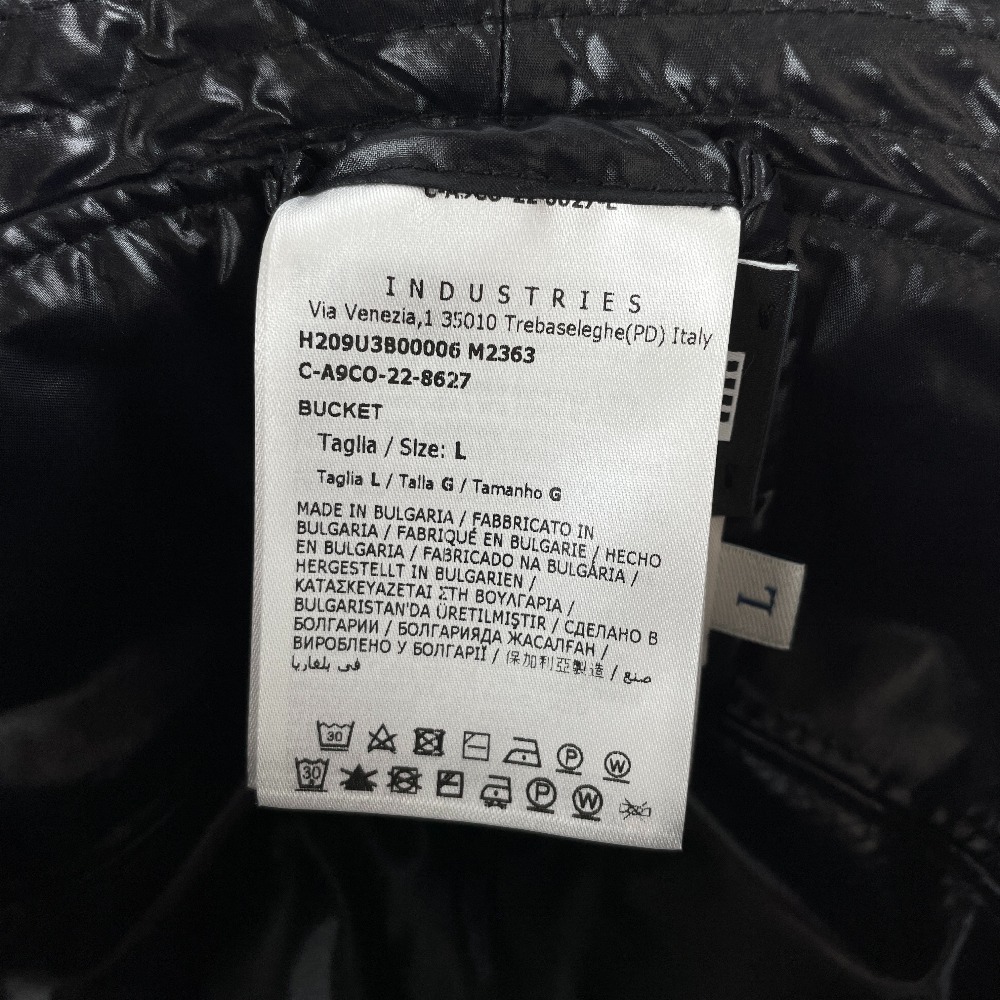 INDUSTRIES
Via Venezia,1 35010 Trebaseleghe(PD) Italy
H209U3B00006 M2363
C-A9CO-22-8627
BUCKET
Taglia / Size: L
Taglia L / Talla G / Tamanho G
MADE IN BULGARIA / FABBRICATO IN
BULGARIA / FABRIQUÉ EN BULGARIE / HECHO
EN BULGARIA / FABRICADO NA BULGÁRIA /
HERGESTELLT IN BULGARIEN /
ΚΑΤΑΣΚΕΥΑΖΕΤΑΙ ΣΤΗ ΒΟΥΛΓΑΡΙΑ /
BULGARISTAN'DA ÜRETILMIŞTIR / СДЕЛАНО В
БОЛГАРИИ / БОЛГАРИЯДА ЖАСАЛҒАН /
ВИРОБЛЕНО У БОЛГАРІЇ / 保加利亞製造 / صنع
في بلغاريا
30 P W
30 P W
L